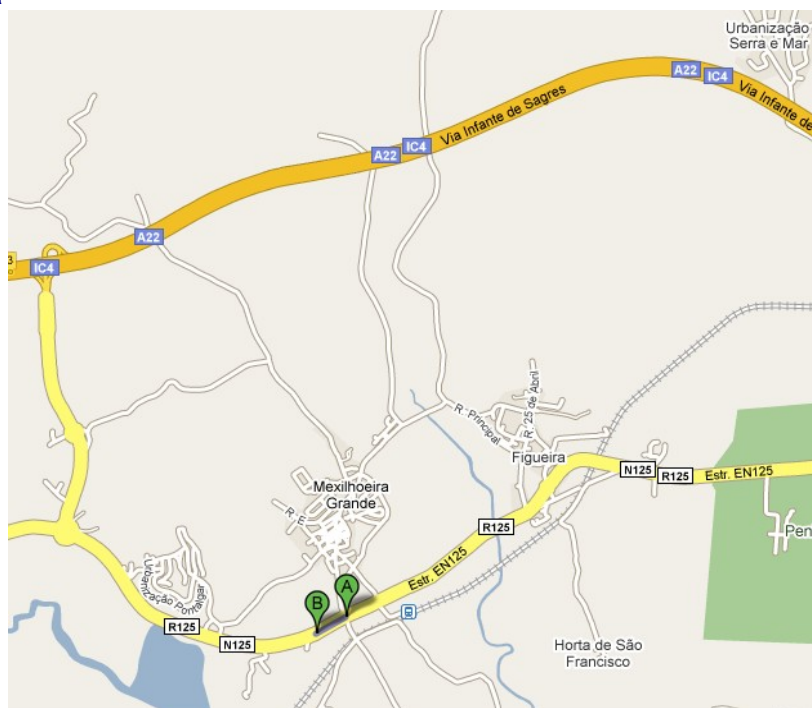 Urbanização
Serra e Mar
A22
IC4
Via Infante de
Via Infante de Sagres
IC4
A22
A22
3
IC4
R. 25 de Abril
R. Principal
Figueira
N125
R125
Estr. EN125
Mexilhoeira
Grande
R. E
R125
Pen
Estr. EN125
Urbanização Pontalgar
A
B
R125
N125
Horta de São
Francisco